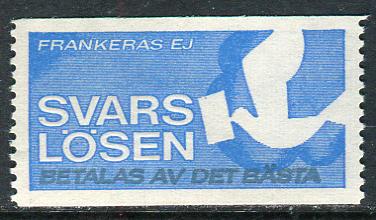 FRANKERAS EJ
SVARS
LÖSEN
BETALAS AV DET BÄSTA